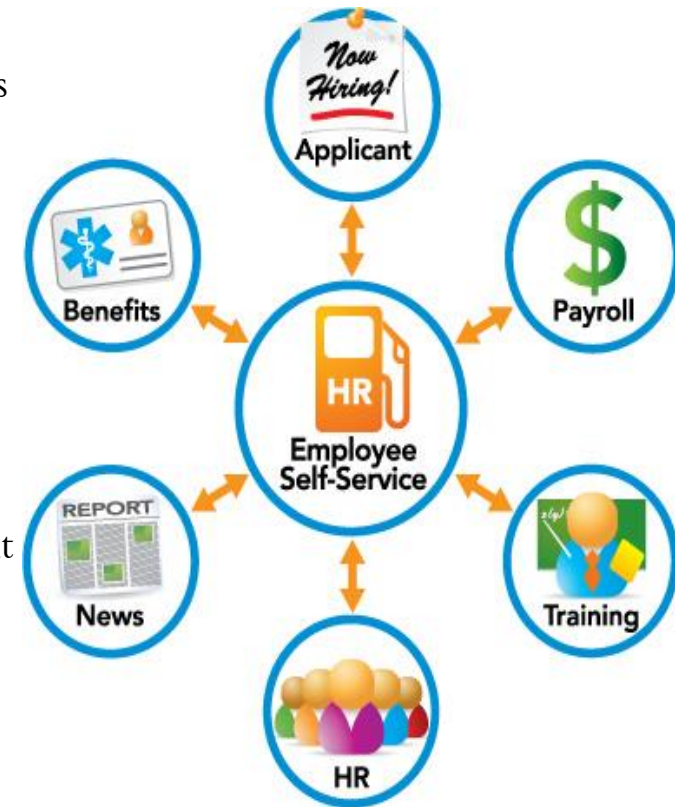 Now
Hiring!
Applicant
Benefits
Payroll
HR
Employee
Self-Service
REPORT
News
Training
HR